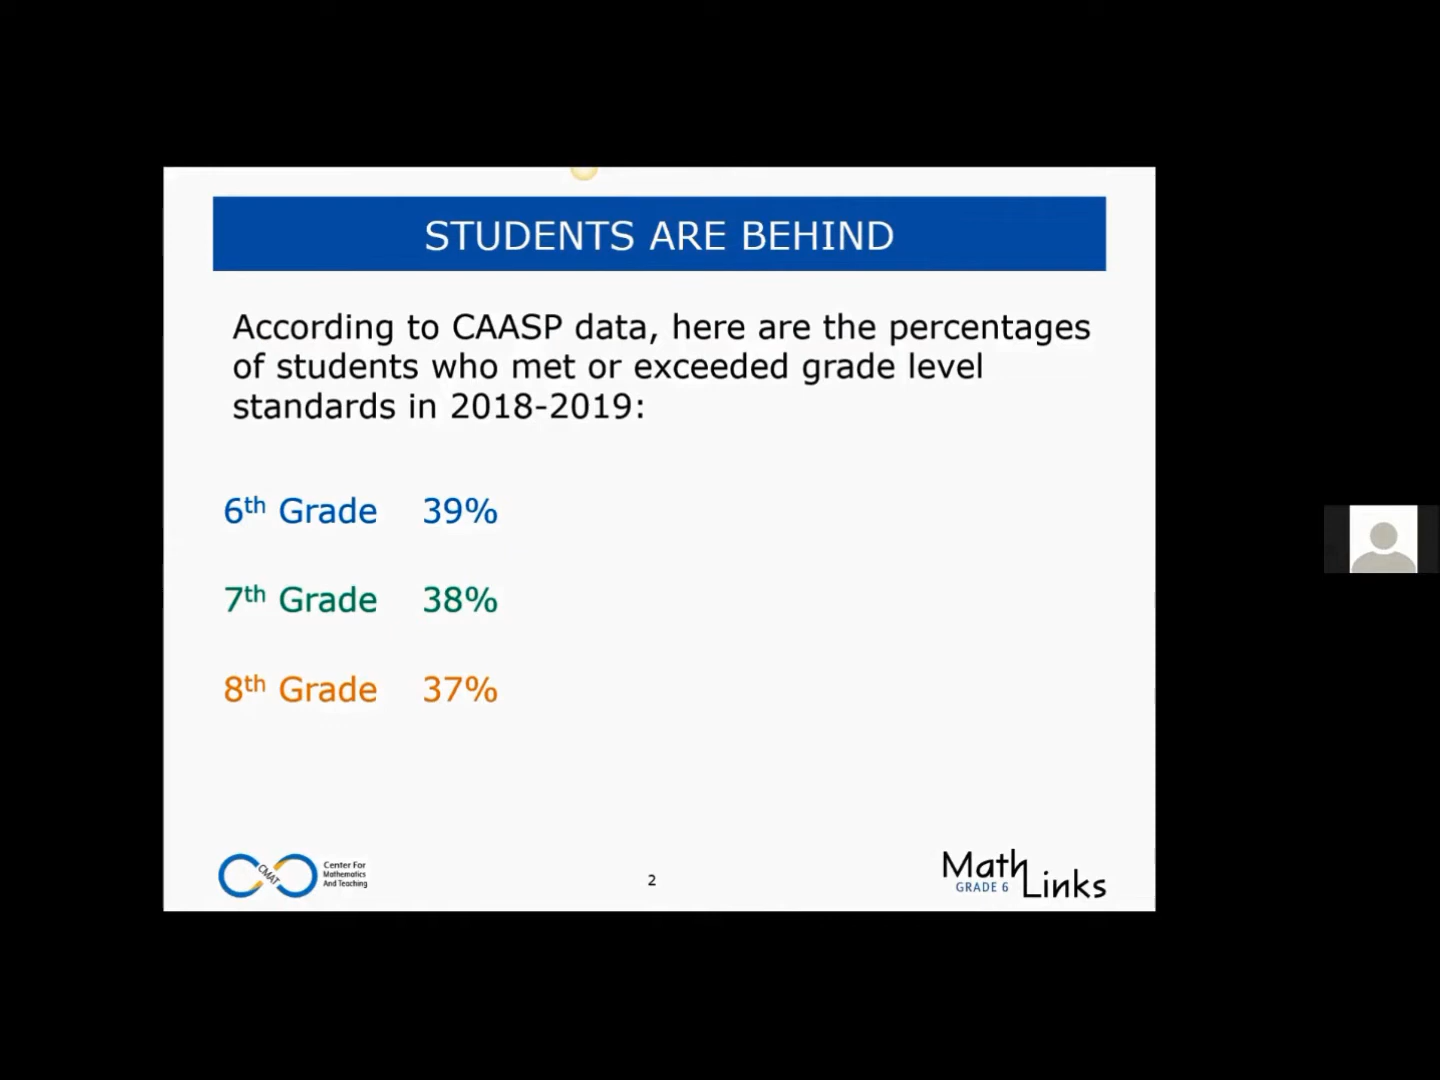 STUDENTS ARE BEHIND
According to CAASP data, here are the percentages
of students who met or exceeded grade level
standards in 2018-2019:
6th Grade 39%
7th Grade 38%
8th Grade 37%
CMAT
Center For
Mathematics
And Teaching
2
Math
GRADE 6
Links